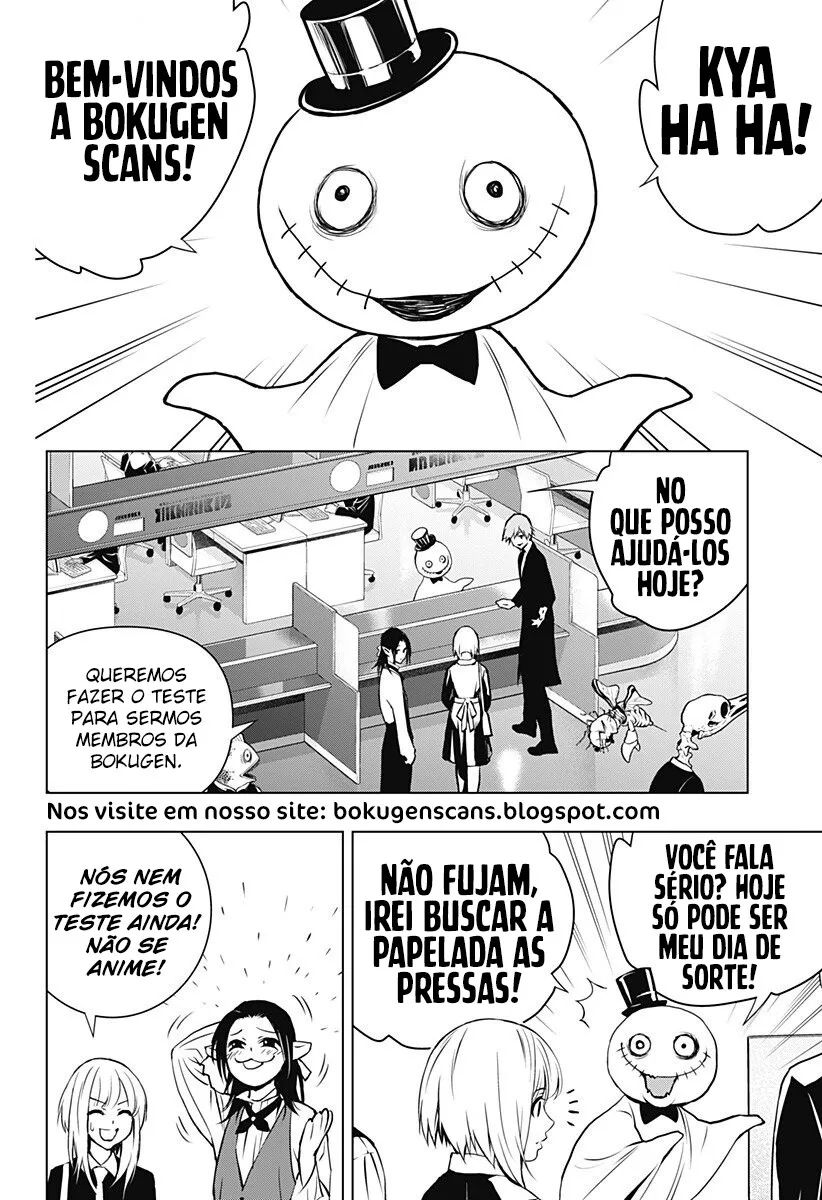 KYA
HA HA!
BEM-VINDOS
A BOKUGEN
SCANS!
NO
QUE POSSO
AJUDÁ-LOS
HOJE?
QUEREMOS
FAZER O TESTE
PARA SERMOS
MEMBROS DA
BOKUGEN.
Nos visite em nosso site: bokugenscans.blogspot.com
VOCÊ FALA
SÉRIO? HOJE
SÓ PODE SER
MEU DIA DE
SORTE!
NÃO FUJAM,
IREI BUSCAR A
PAPELADA AS
PRESSAS!
NÓS NEM
FIZEMOS O
TESTE AINDA!
NÃO SE
ANIME!